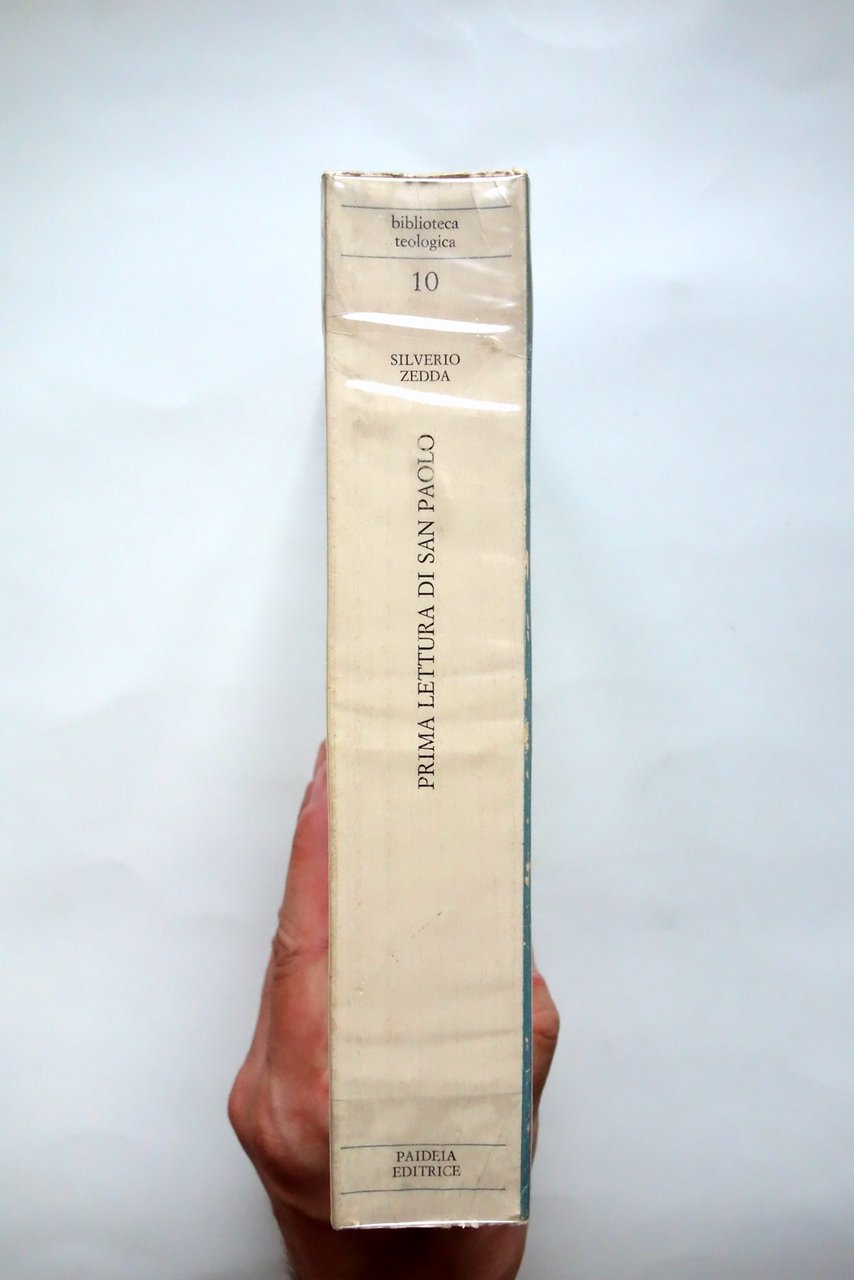 biblioteca
teologica
10
SILVERIO
ZEDDA
PRIMA LETTURA DI SAN PAOLO
PAIDEIA
EDITRICE